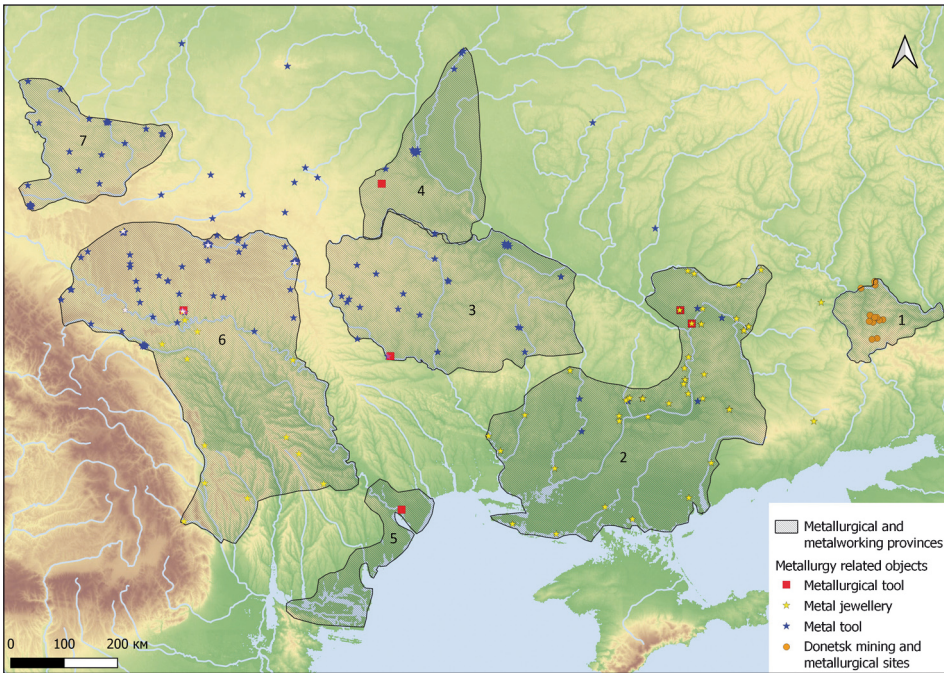 7
4
1
3
6
2
5
Metallurgical and
metalworking provinces
Metallurgy related objects
Metallurgical tool
Metal jewellery
Metal tool
Donetsk mining and
metallurgical sites
0 100 200 км